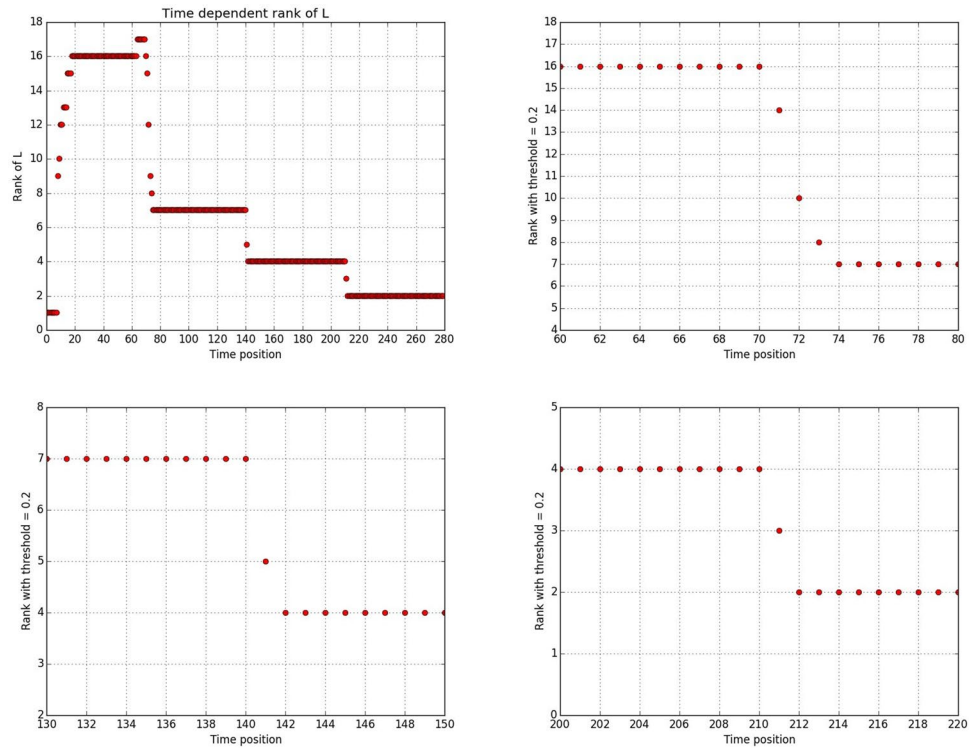 Time dependent rank of L
18
16
14
12
10
8
6
4
2
0
Rank of L
0 20 40 60 80 100 120 140 160 180 200 220 240 260 280
Time position
18
17
16
15
14
13
12
11
10
9
8
7
6
5
4
Rank with threshold = 0.2
60 62 64 66 68 70 72 74 76 78 80
Time position
8
7
6
5
4
3
2
Rank with threshold = 0.2
130 132 134 136 138 140 142 144 146 148 150
Time position
5
4
3
2
1
0
Rank with threshold = 0.2
200 202 204 206 208 210 212 214 216 218 220
Time position